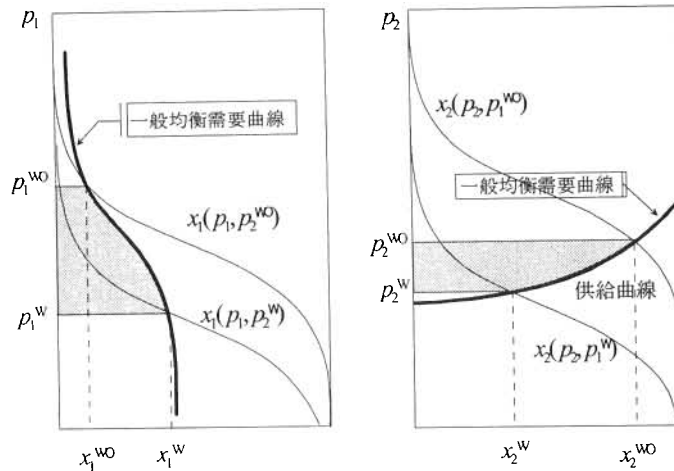 p₁
一般均衡需要曲線
p₁ᵂᴼ
x₁(p₁, p₂ᵂᴼ)
p₁ᵂ
x₁(p₁, p₂ᵂ)
x₁ᵂᴼ
x₁ᵂ
p₂
x₂(p₂, p₁ᵂᴼ)
一般均衡需要曲線
p₂ᵂᴼ
p₂ᵂ
供給曲線
x₂(p₂, p₁ᵂ)
x₂ᵂ
x₂ᵂᴼ